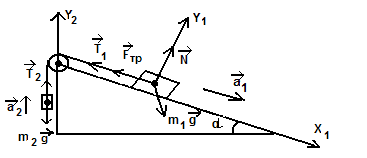 Y₂
Y₁
T₁
Fтр
N
T₂
a₁
a₂
m₁g
m₂g
d
X₁